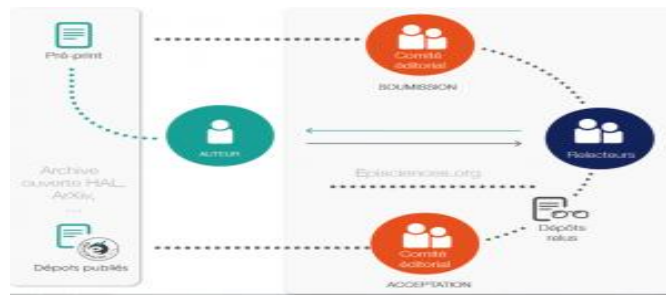 Pré-print
Comité
éditorial
SOUMISSION
AUTEUR
Relecteurs
Archive
ouverte HAL,
ArXiv,
...
Episciences.org
Dépôts
relus
Dépots publiés
Comité
éditorial
ACCEPTATION